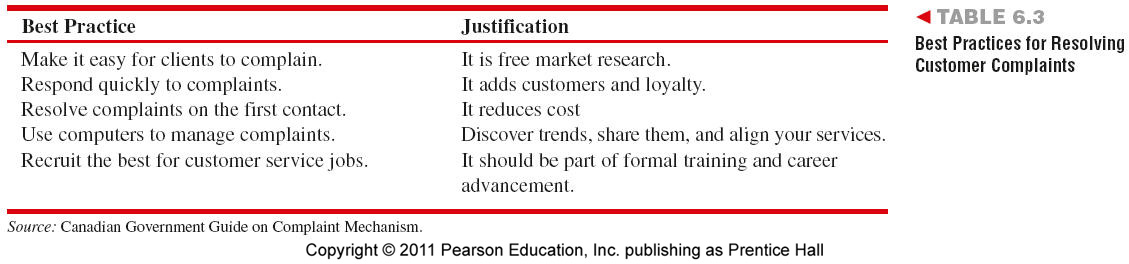 Best Practice Justification
Make it easy for clients to complain. It is free market research.
Respond quickly to complaints. It adds customers and loyalty.
Resolve complaints on the first contact. It reduces cost
Use computers to manage complaints. Discover trends, share them, and align your services.
Recruit the best for customer service jobs. It should be part of formal training and career
advancement.
◄ TABLE 6.3
Best Practices for Resolving
Customer Complaints
Source: Canadian Government Guide on Complaint Mechanism.
Copyright © 2011 Pearson Education, Inc. publishing as Prentice Hall